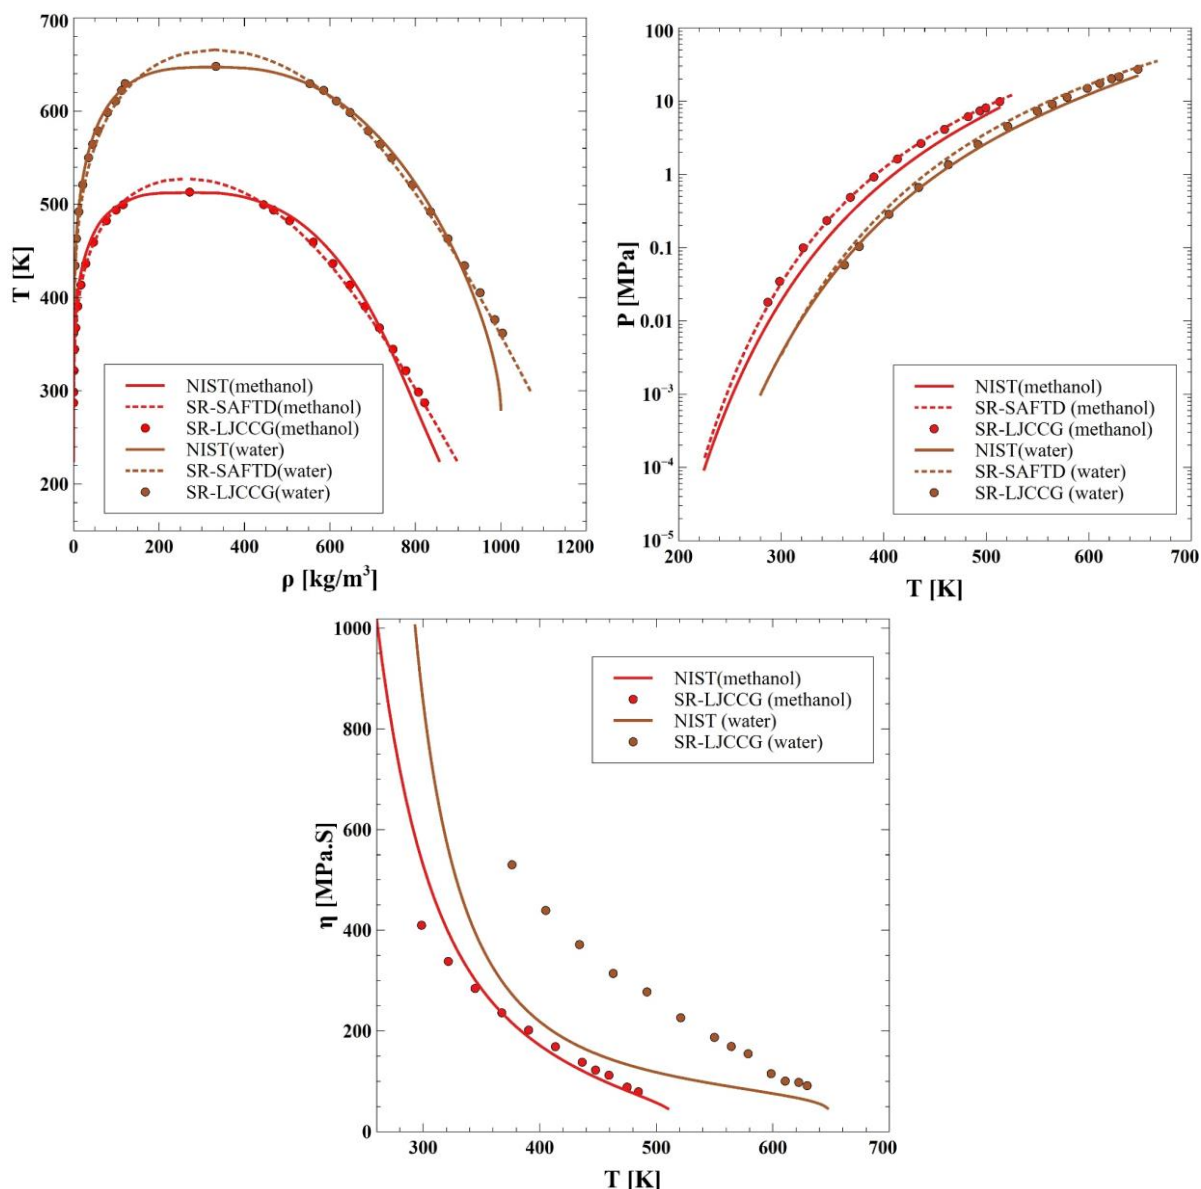 700
600
500
400
300
200
T [K]
NIST(methanol)
SR-SAFTD(methanol)
SR-LJCCG(methanol)
NIST(water)
SR-SAFTD(water)
SR-LJCCG(water)
0 200 400 600 800 1000 1200
ρ [kg/m³]
100
10
1
0.1
0.01
10⁻³
10⁻⁴
10⁻⁵
P [MPa]
NIST(methanol)
SR-SAFTD (methanol)
SR-LJCCG (methanol)
NIST(water)
SR-SAFTD (water)
SR-LJCCG (water)
200 300 400 500 600 700
T [K]
1000
800
600
400
200
0
η [MPa.S]
NIST(methanol)
SR-LJCCG (methanol)
NIST (water)
SR-LJCCG (water)
300 400 500 600 700
T [K]